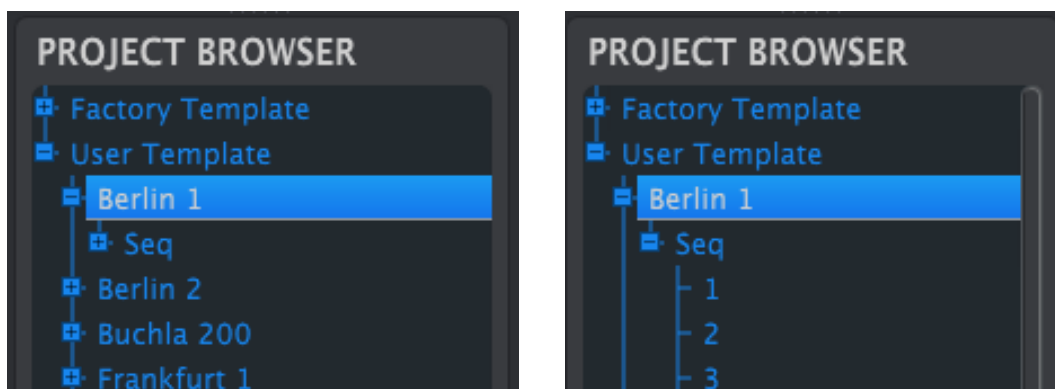 PROJECT BROWSER
Factory Template
User Template
Berlin 1
Seq
Berlin 2
Buchla 200
Frankfurt 1
PROJECT BROWSER
Factory Template
User Template
Berlin 1
Seq
1
2
3